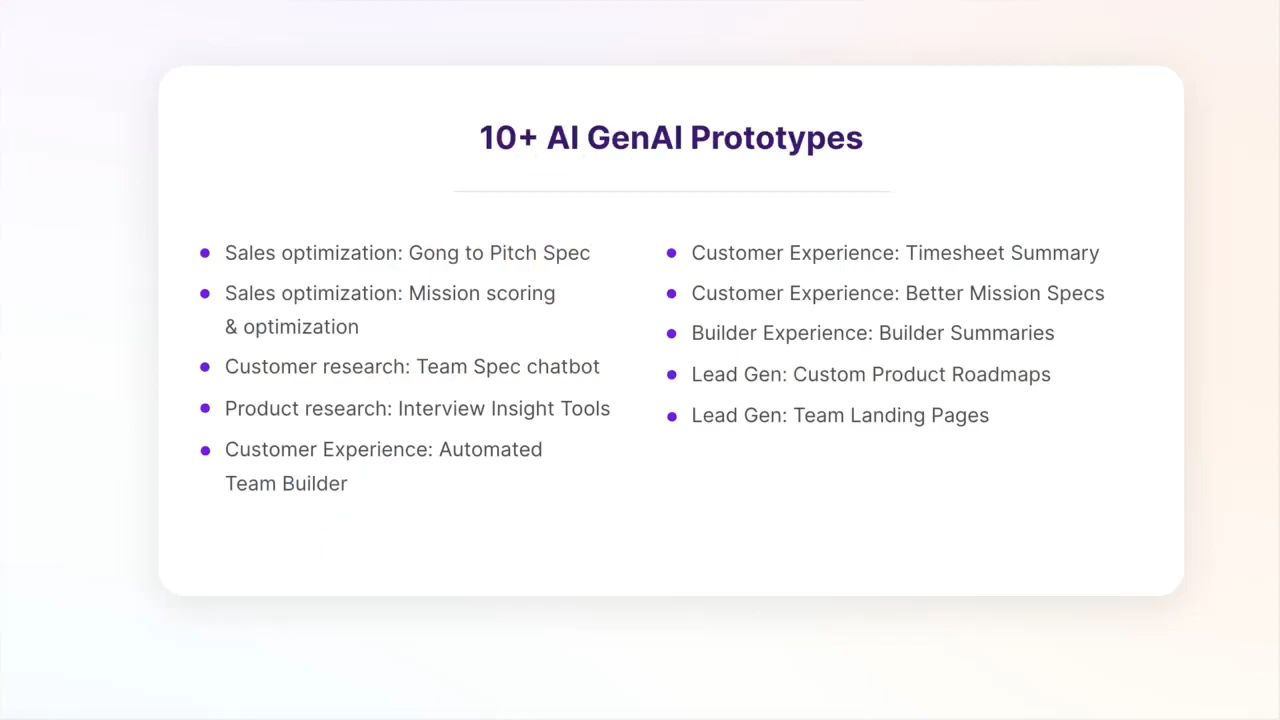 10+ AI GenAI Prototypes
Sales optimization: Gong to Pitch Spec
Sales optimization: Mission scoring
& optimization
Customer research: Team Spec chatbot
Product research: Interview Insight Tools
Customer Experience: Automated
Team Builder
Customer Experience: Timesheet Summary
Customer Experience: Better Mission Specs
Builder Experience: Builder Summaries
Lead Gen: Custom Product Roadmaps
Lead Gen: Team Landing Pages